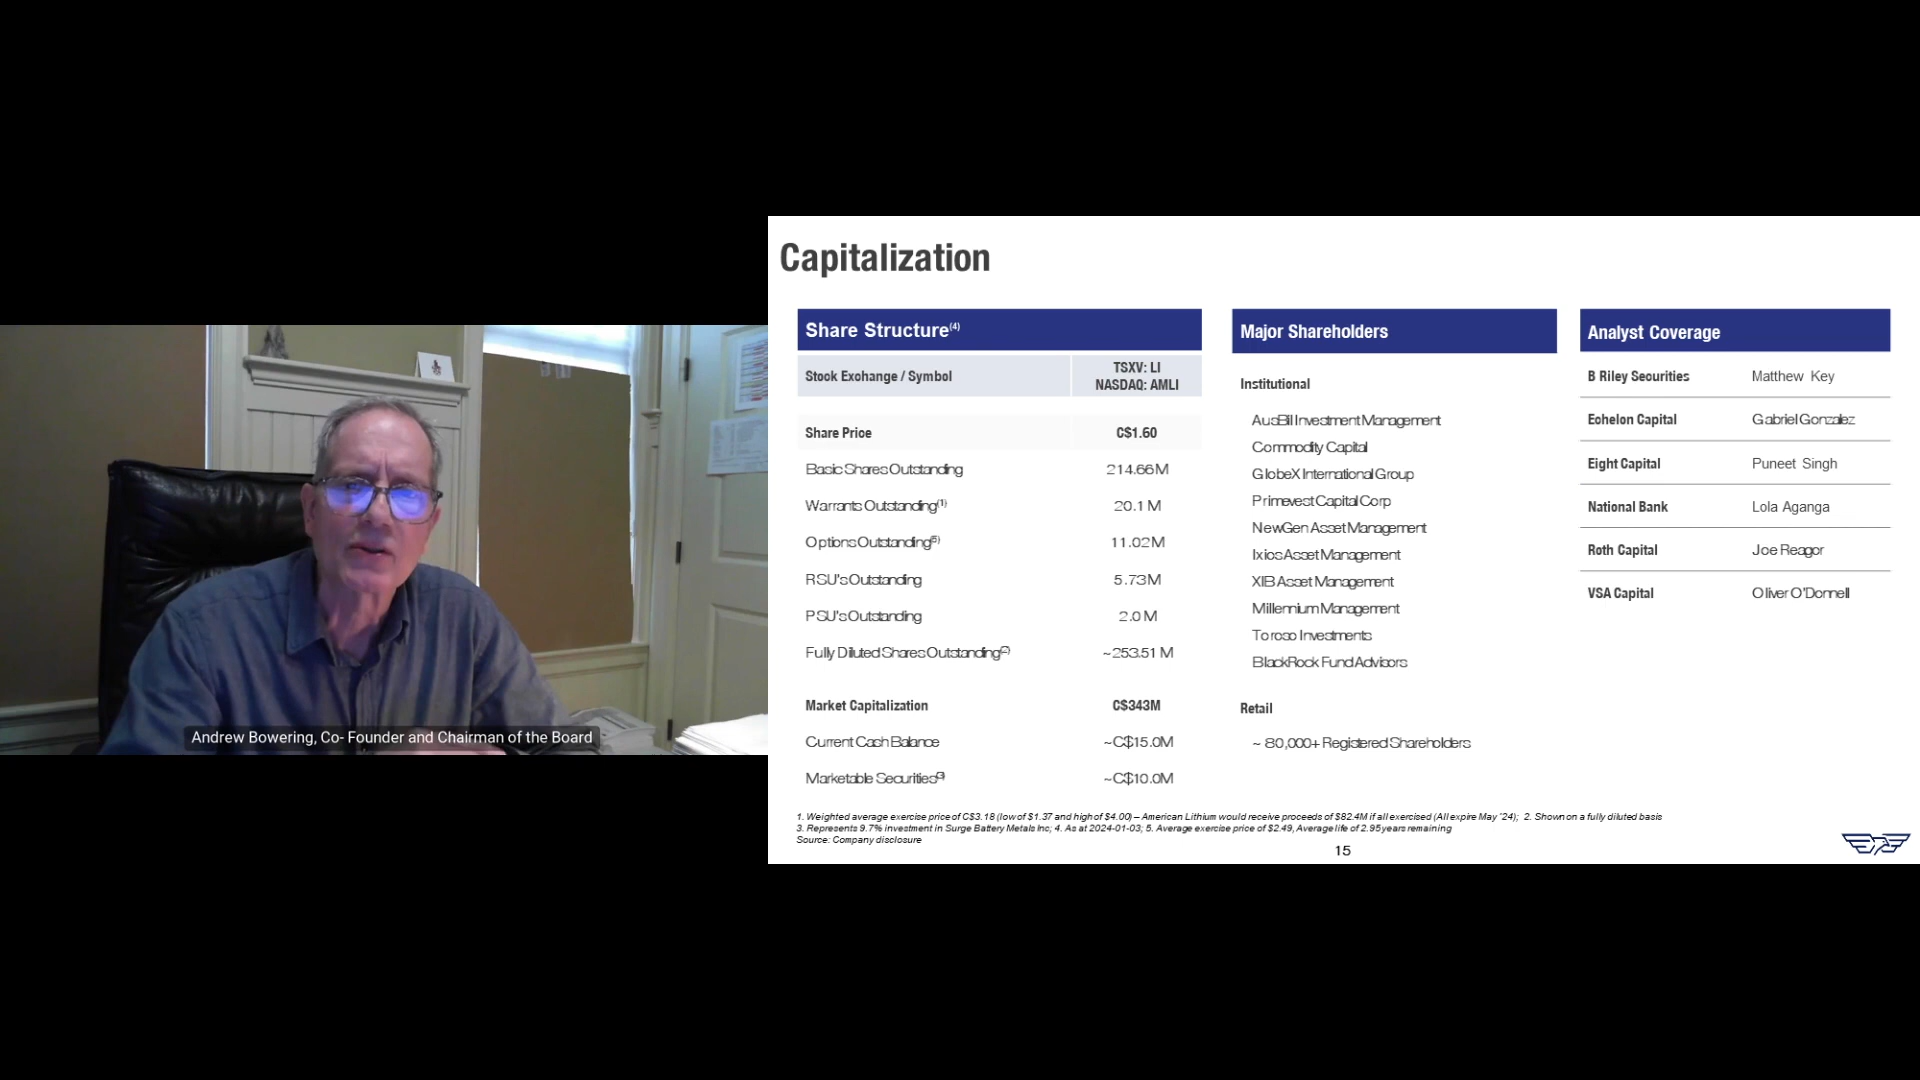 Andrew Bowering, Co- Founder and Chairman of the Board
Capitalization
Share Structure(4)
Stock Exchange / Symbol
TSXV: LI
NASDAQ: AMLI
Share Price C$1.60
Basic Shares Outstanding 214.66 M
Warrants Outstanding(1) 20.1 M
Options Outstanding(5) 11.02 M
RSU's Outstanding 5.73 M
PSU's Outstanding 2.0 M
Fully Diluted Shares Outstanding(2) ~253.51 M
Market Capitalization C$343M
Current Cash Balance ~C$15.0M
Marketable Securities(3) ~C$10.0M
Major Shareholders
Institutional
AusBil Investment Management
Commodity Capital
GlobeX International Group
Primevest Capital Corp
NewGen Asset Management
Ixios Asset Management
XIB Asset Management
Millennium Management
Toroso Investments
BlackRock Fund Advisors
Retail
~ 80,000+ Registered Shareholders
Analyst Coverage
B Riley Securities Matthew Key
Echelon Capital Gabriel Gonzalez
Eight Capital Puneet Singh
National Bank Lola Aganga
Roth Capital Joe Reagor
VSA Capital Oliver O'Donnell
1. Weighted average exercise price of C$3.18 (low of $1.37 and high of $4.00) – American Lithium would receive proceeds of $82.4M if all exercised (All expire May '24); 2. Shown on a fully diluted basis
3. Represents 9.7% investment in Surge Battery Metals Inc; 4. As at 2024-01-03; 5. Average exercise price of $2.49, Average life of 2.95 years remaining
Source: Company disclosure
15